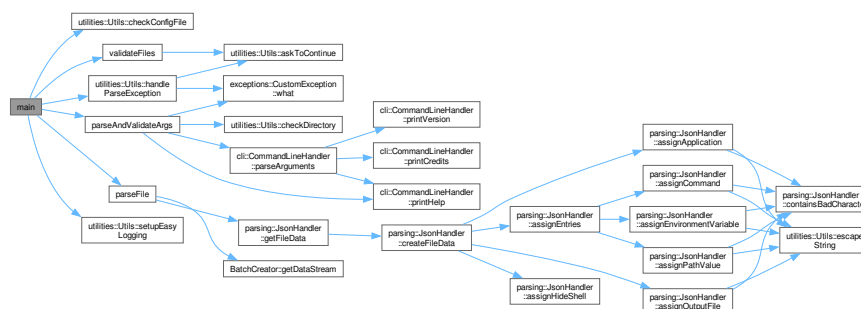 main
utilities::Utils::checkConfigFile
validateFiles
utilities::Utils::handle
ParseException
parseAndValidateArgs
parseFile
utilities::Utils::setupEasy
Logging
utilities::Utils::askToContinue
exceptions::CustomException
::what
utilities::Utils::checkDirectory
cli::CommandLineHandler
::parseArguments
parsing::JsonHandler
::getFileData
BatchCreator::getDataStream
cli::CommandLineHandler
::printVersion
cli::CommandLineHandler
::printCredits
cli::CommandLineHandler
::printHelp
parsing::JsonHandler
::createFileData
parsing::JsonHandler
::assignEntries
parsing::JsonHandler
::assignHideShell
parsing::JsonHandler
::assignApplication
parsing::JsonHandler
::assignCommand
parsing::JsonHandler
::assignEnvironmentVariable
parsing::JsonHandler
::assignPathValue
parsing::JsonHandler
::assignOutputFile
parsing::JsonHandler
::containsBadCharacte
utilities::Utils::escape
String